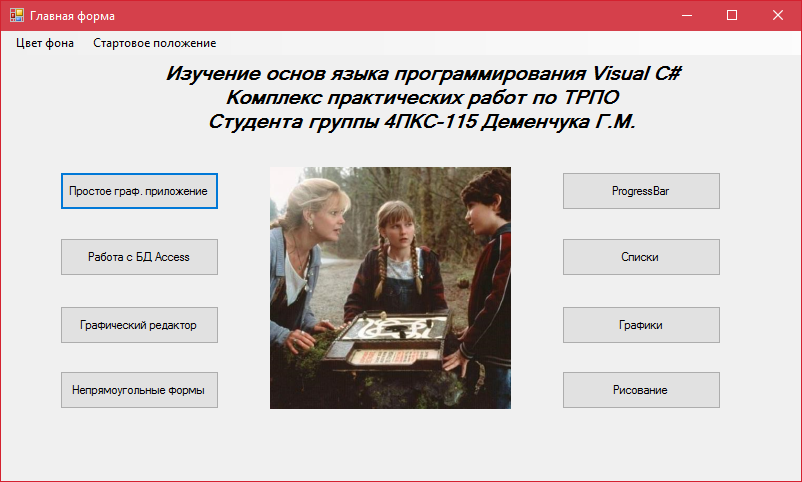 Главная форма
Цвет фона Стартовое положение
Изучение основ языка программирования Visual C#
Комплекс практических работ по ТРПО
Студента группы 4ПКС-115 Деменчука Г.М.
Простое граф. приложение
Работа с БД Access
Графический редактор
Непрямоугольные формы
ProgressBar
Списки
Графики
Рисование